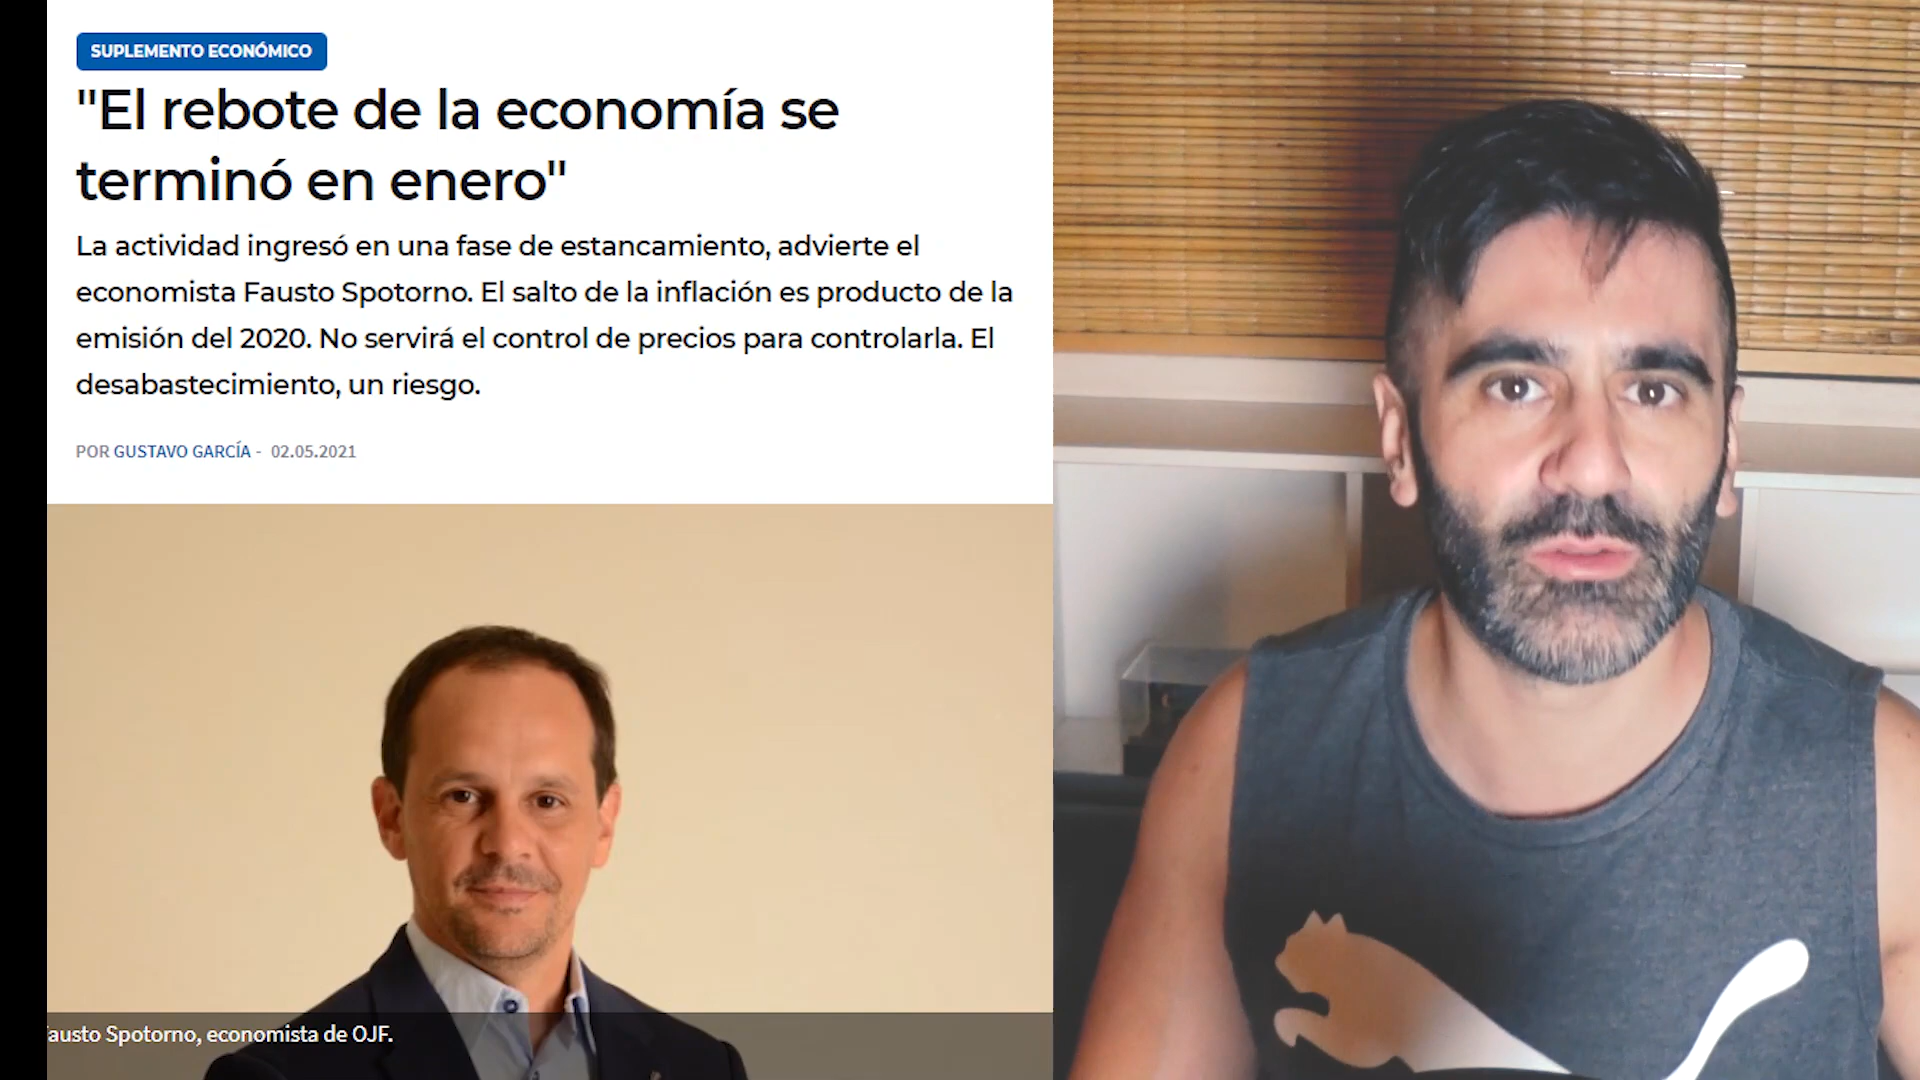 SUPLEMENTO ECONÓMICO
"El rebote de la economía se
terminó en enero"
La actividad ingresó en una fase de estancamiento, advierte el
economista Fausto Spotorno. El salto de la inflación es producto de la
emisión del 2020. No servirá el control de precios para controlarla. El
desabastecimiento, un riesgo.
POR GUSTAVO GARCÍA - 02.05.2021
austo Spotorno, economista de OJF.